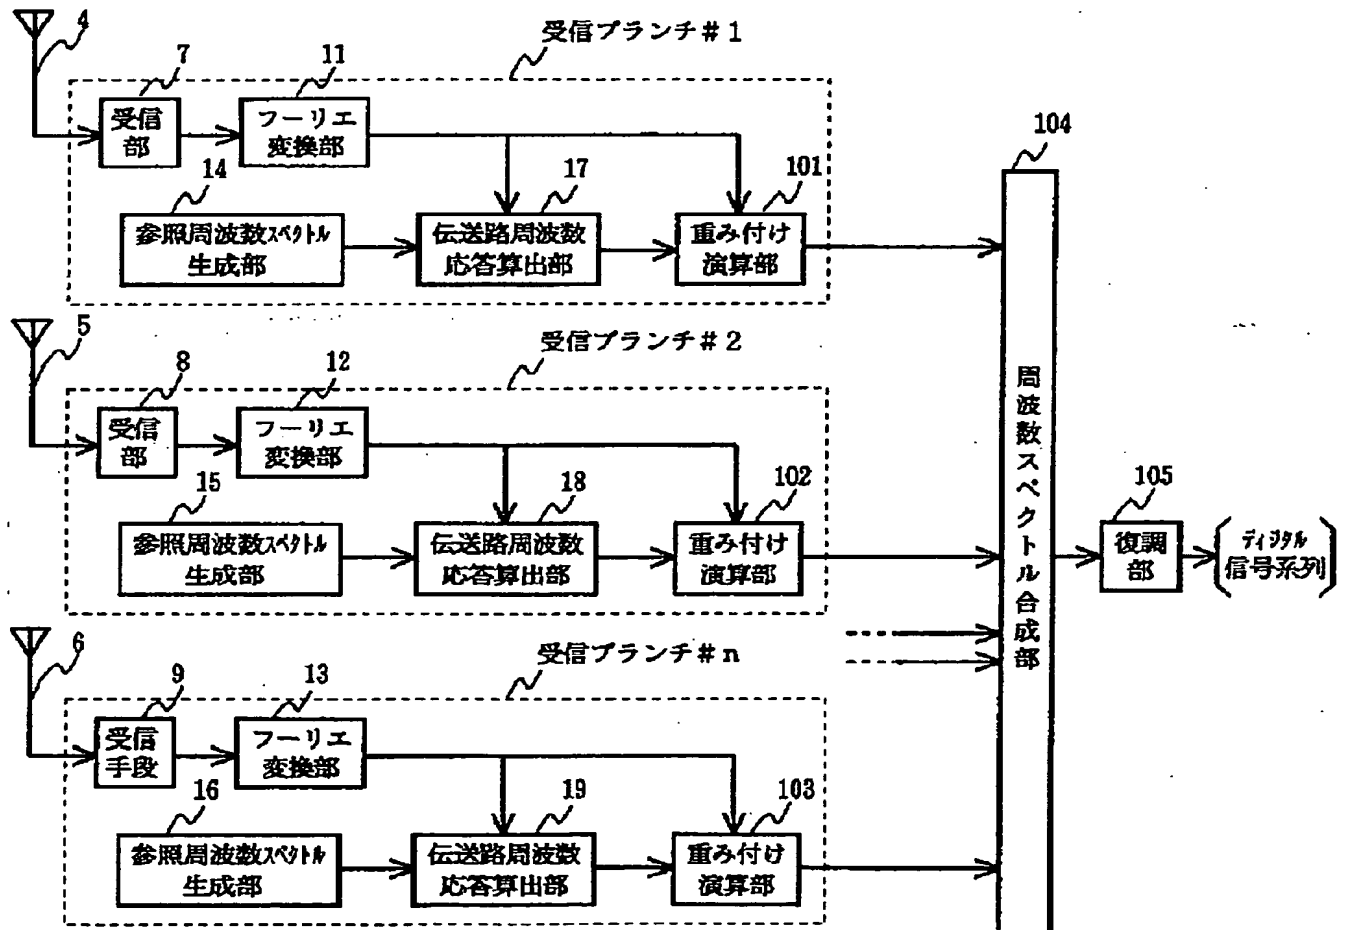 4
受信ブランチ#1
7
11
受信
部
フーリエ
変換部
104
14
17
101
参照周波数スペクトル
生成部
伝送路周波数
応答算出部
重み付け
演算部
5
受信ブランチ#2
8
12
受信
部
フーリエ
変換部
15
18
102
参照周波数スペクトル
生成部
伝送路周波数
応答算出部
重み付け
演算部
周波数スペクトル合成部
105
復調
部
ディジタル
信号系列
6
受信ブランチ#n
9
13
受信
手段
フーリエ
変換部
16
19
103
参照周波数スペクトル
生成部
伝送路周波数
応答算出部
重み付け
演算部